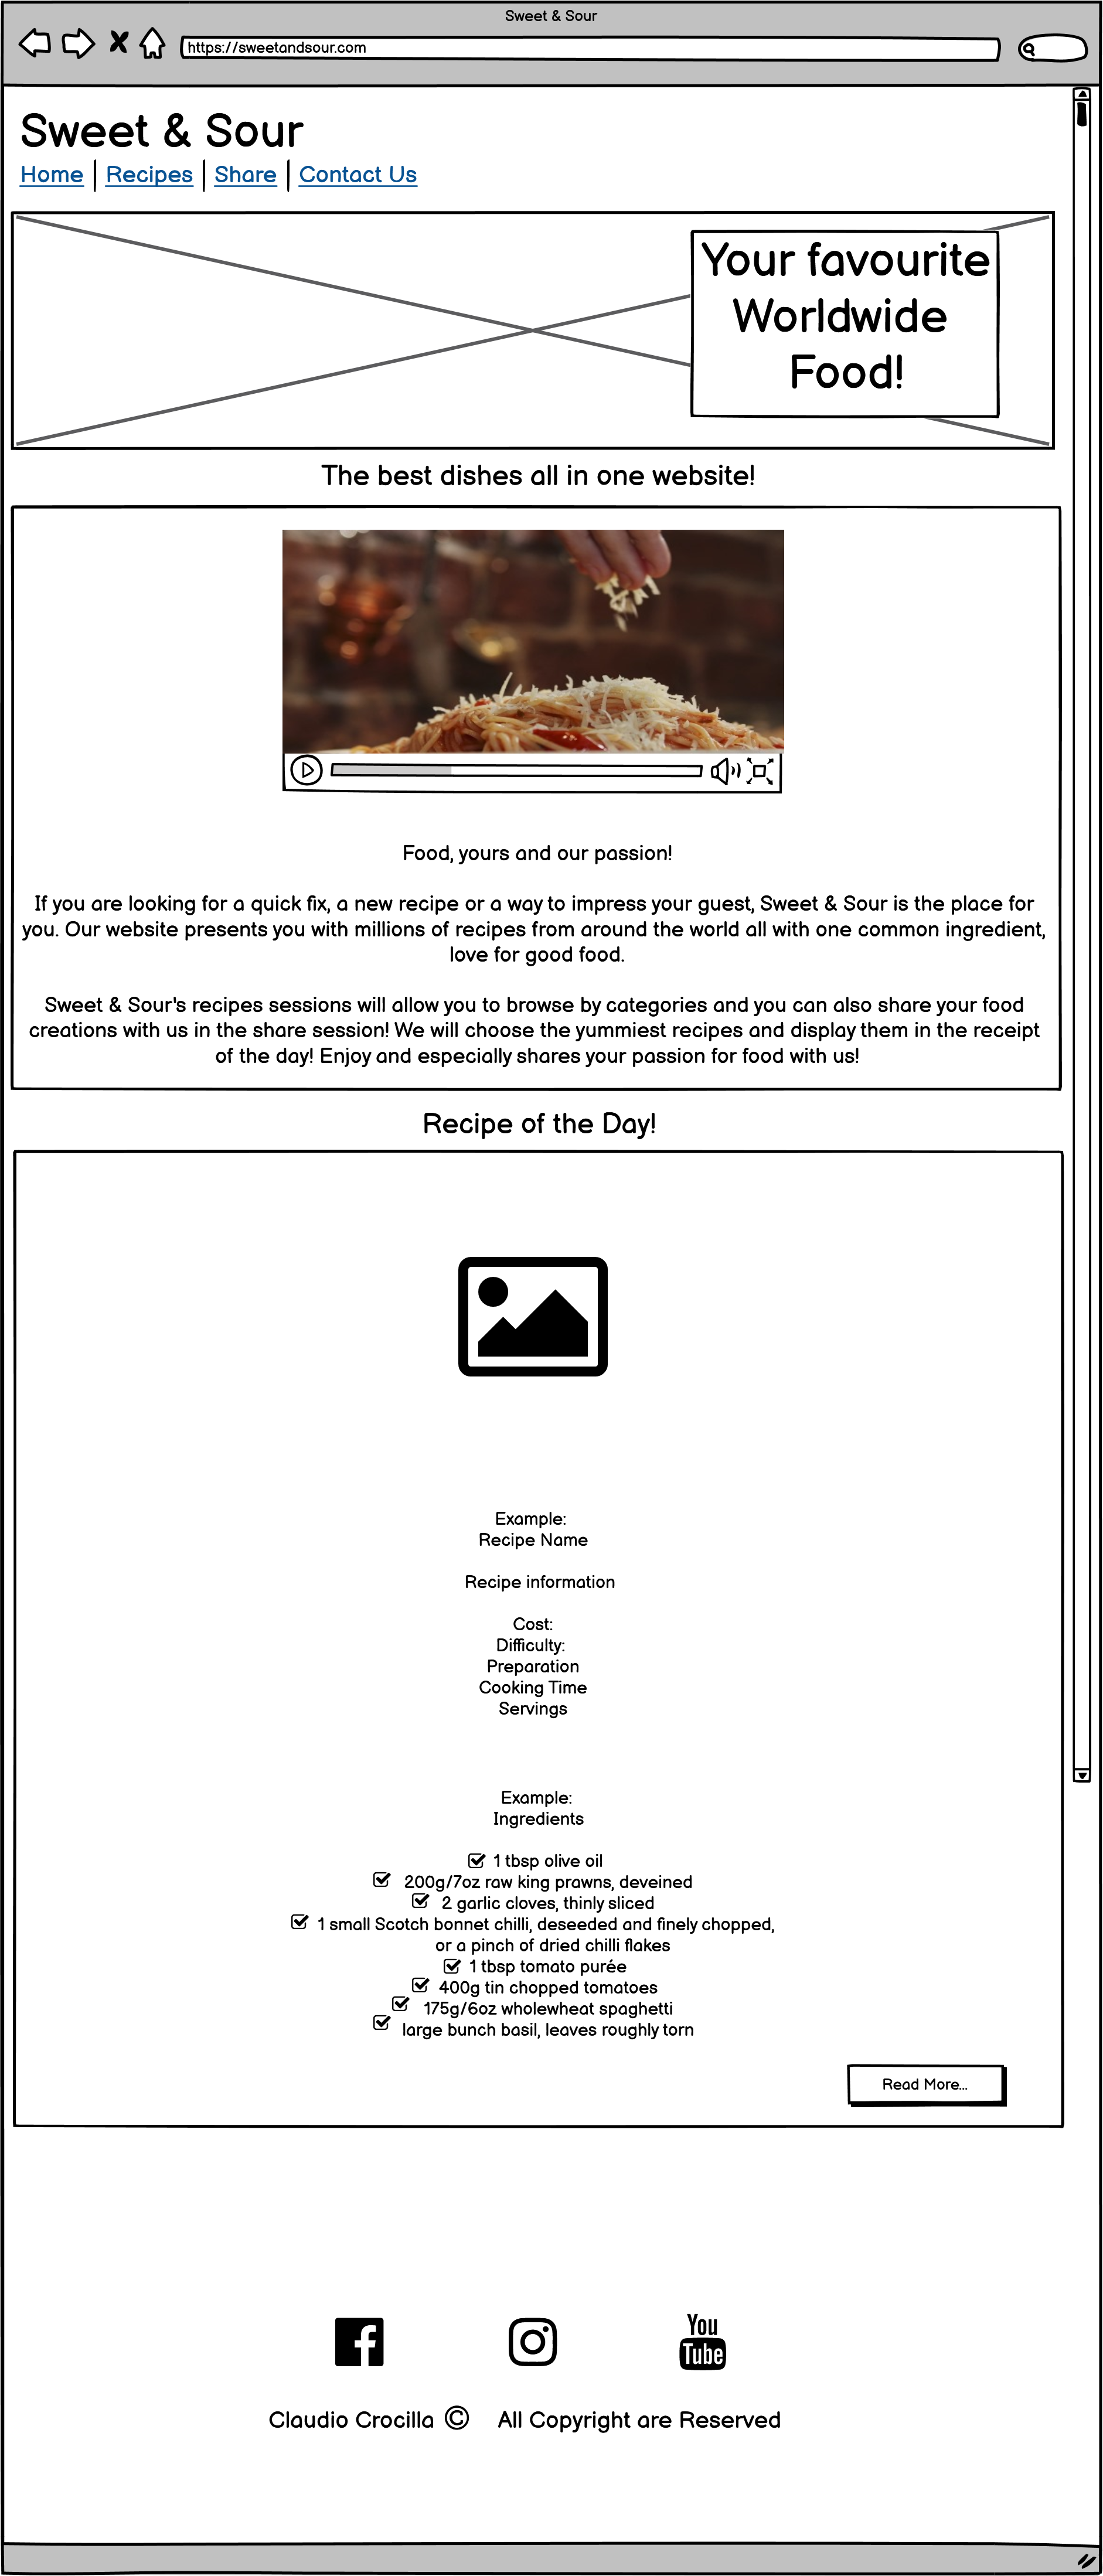 Sweet & Sour
https://sweetandsour.com
Sweet & Sour
Home | Recipes | Share | Contact Us
Your favourite
Worldwide
Food!
The best dishes all in one website!
Food, yours and our passion!
If you are looking for a quick fix, a new recipe or a way to impress your guest, Sweet & Sour is the place for
you. Our website presents you with millions of recipes from around the world all with one common ingredient,
love for good food.
Sweet & Sour's recipes sessions will allow you to browse by categories and you can also share your food
creations with us in the share session! We will choose the yummiest recipes and display them in the receipt
of the day! Enjoy and especially shares your passion for food with us!
Recipe of the Day!
Example:
Recipe Name
Recipe information
Cost:
Difficulty:
Preparation
Cooking Time
Servings
Example:
Ingredients
1 tbsp olive oil
200g/7oz raw king prawns, deveined
2 garlic cloves, thinly sliced
1 small Scotch bonnet chilli, deseeded and finely chopped,
or a pinch of dried chilli flakes
1 tbsp tomato purée
400g tin chopped tomatoes
175g/6oz wholewheat spaghetti
large bunch basil, leaves roughly torn
Read More...
You
Tube
Claudio Crocilla © All Copyright are Reserved